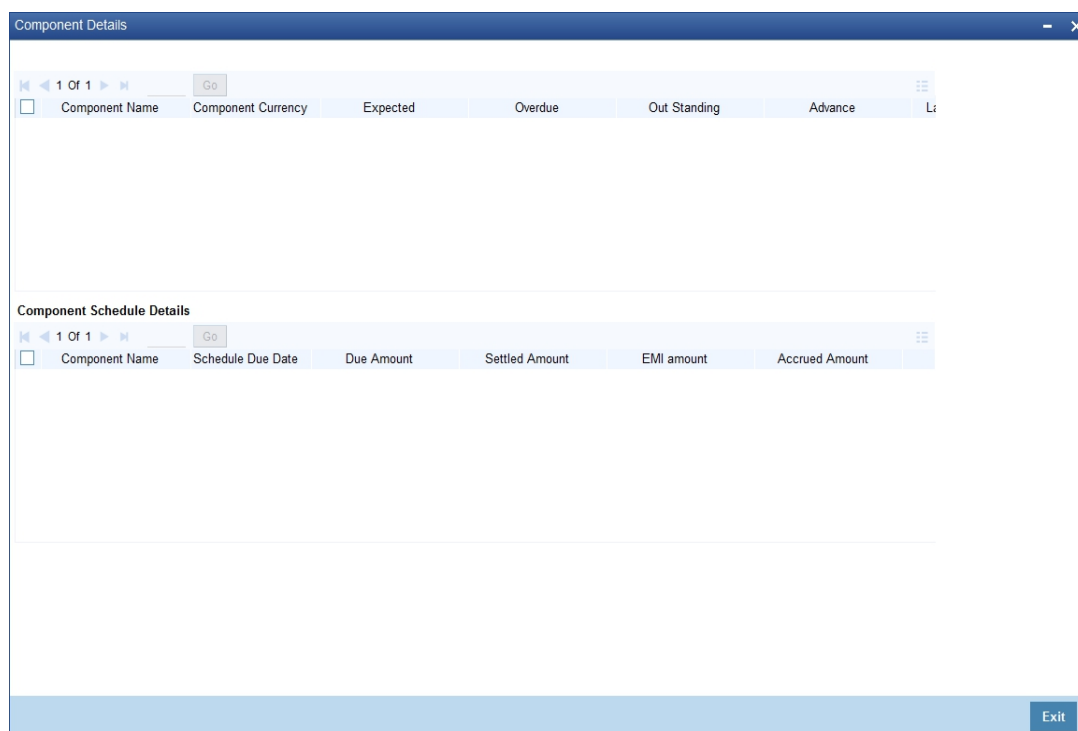 Component Details
1 Of 1 Go
Component Name Component Currency Expected Overdue Out Standing Advance La
Component Schedule Details
1 Of 1 Go
Component Name Schedule Due Date Due Amount Settled Amount EMI amount Accrued Amount
Exit